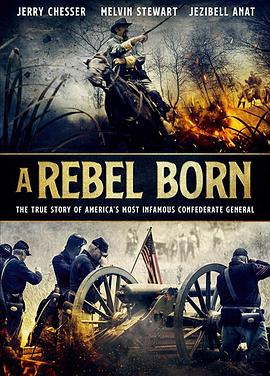 JERRY CHESSER MELVIN STEWART JEZIBELL ANAT
A REBEL BORN
THE TRUE STORY OF AMERICA'S MOST INFAMOUS CONFEDERATE GENERAL